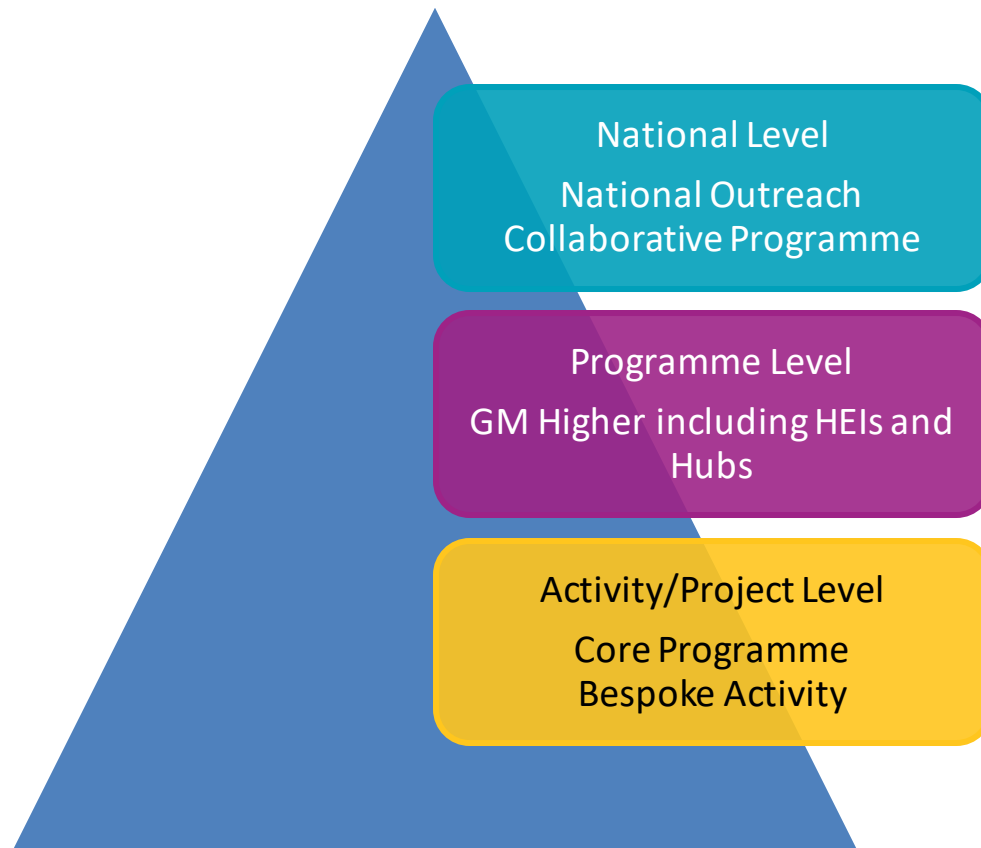 National Level
National Outreach
Collaborative Programme
Programme Level
GM Higher including HEIs and
Hubs
Activity/Project Level
Core Programme
Bespoke Activity